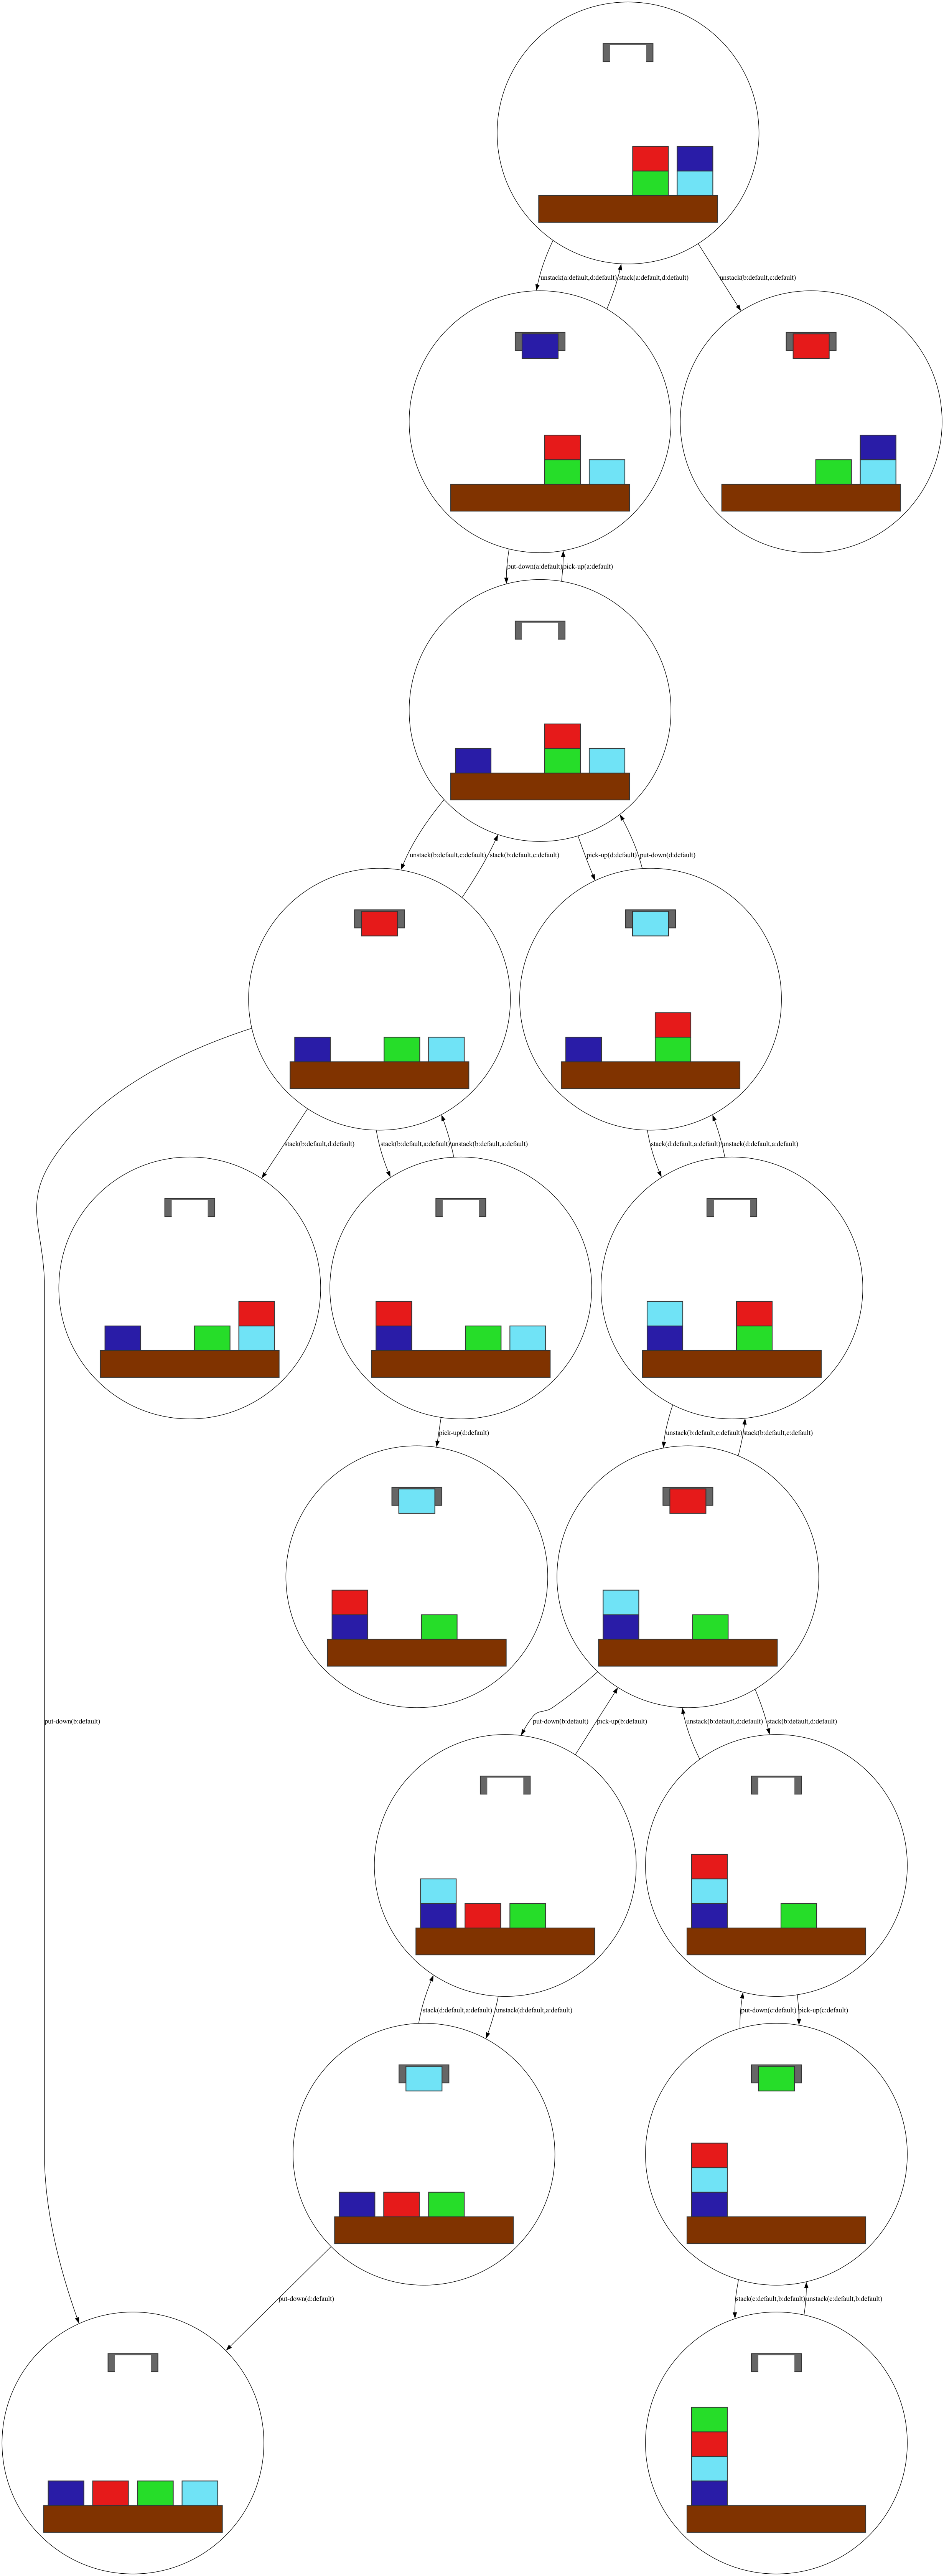 unstack(a:default,d:default)
stack(a:default,d:default)
unstack(b:default,c:default)
put-down(a:default)
pick-up(a:default)
unstack(b:default,c:default)
stack(b:default,c:default)
pick-up(d:default)
put-down(d:default)
stack(b:default,d:default)
stack(b:default,a:default)
unstack(b:default,a:default)
stack(d:default,a:default)
unstack(d:default,a:default)
pick-up(d:default)
unstack(b:default,c:default)
stack(b:default,c:default)
put-down(b:default)
put-down(b:default)
pick-up(b:default)
unstack(b:default,d:default)
stack(b:default,d:default)
stack(d:default,a:default)
unstack(d:default,a:default)
put-down(c:default)
pick-up(c:default)
put-down(d:default)
stack(c:default,b:default)
unstack(c:default,b:default)